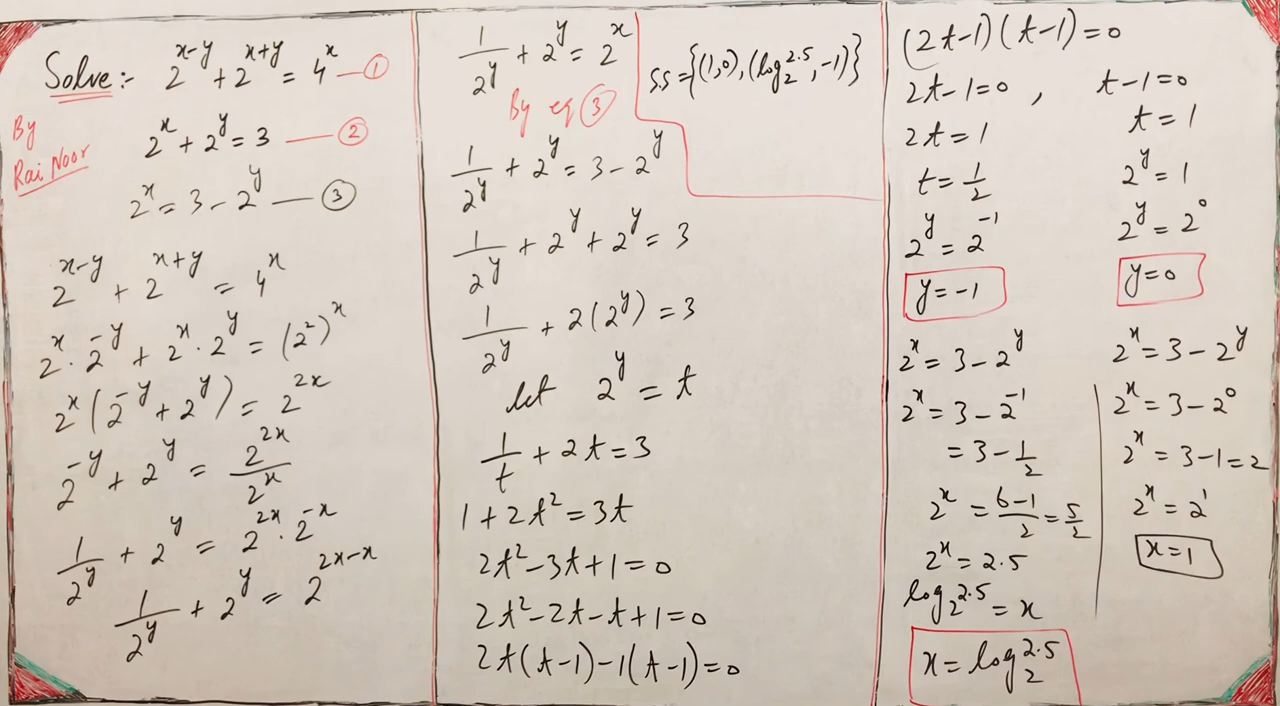 Solve:- 2^{x-y} + 2^{x+y} = 4^x — ①
By
Rai Noor
2^x + 2^y = 3 — ②
2^x = 3 - 2^y — ③
2^{x-y} + 2^{x+y} = 4^x
2^x · 2^{-y} + 2^x · 2^y = (2^2)^x
2^x (2^{-y} + 2^y) = 2^{2x}
2^{-y} + 2^y = 2^{2x}/2^x
1/2^y + 2^y = 2^{2x} · 2^{-x}
1/2^y + 2^y = 2^{2x-x}
1/2^y + 2^y = 2^x
By eq ③
1/2^y + 2^y = 3 - 2^y
1/2^y + 2^y + 2^y = 3
1/2^y + 2(2^y) = 3
let 2^y = t
1/t + 2t = 3
1 + 2t^2 = 3t
2t^2 - 3t + 1 = 0
2t^2 - 2t - t + 1 = 0
2t(t-1) - 1(t-1) = 0
S.S = {(1,0), (log_2^{2.5}, -1)}
(2t-1)(t-1) = 0
2t-1=0 , t-1=0
2t = 1
t = 1/2
2^y = 2^{-1}
y = -1
2^x = 3 - 2^y
2^x = 3 - 2^{-1}
= 3 - 1/2
2^x = 6-1/2 = 5/2
2^x = 2.5
log_2^{2.5} = x
x = log_2^{2.5}
t = 1
2^y = 1
2^y = 2^0
y = 0
2^x = 3 - 2^y
2^x = 3 - 2^0
2^x = 3 - 1 = 2
2^x = 2^1
x = 1